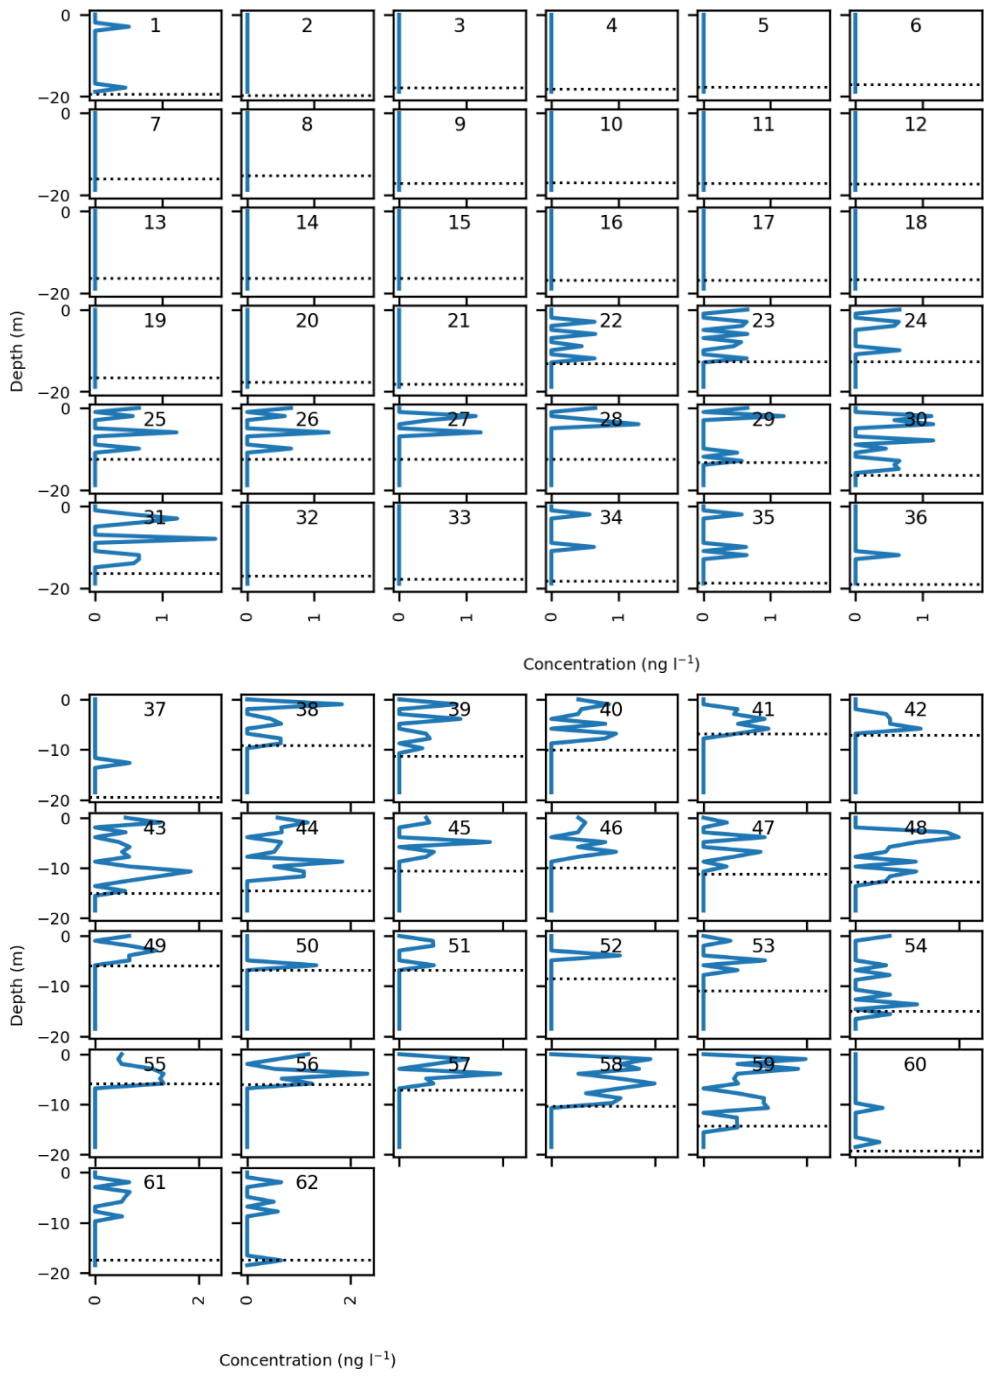 0
−20
1 2 3 4 5 6
0
−20
7 8 9 10 11 12
0
−20
13 14 15 16 17 18
Depth (m)
0
−20
19 20 21 22 23 24
0
−20
25 26 27 28 29 30
0
−20
31 32 33 34 35 36
0 1 0 1 0 1 0 1 0 1 0 1
Concentration (ng l⁻¹)
0
−10
−20
37 38 39 40 41 42
0
−10
−20
43 44 45 46 47 48
Depth (m)
0
−10
−20
49 50 51 52 53 54
0
−10
−20
55 56 57 58 59 60
0
−10
−20
61 62
0 2 0 2
Concentration (ng l⁻¹)